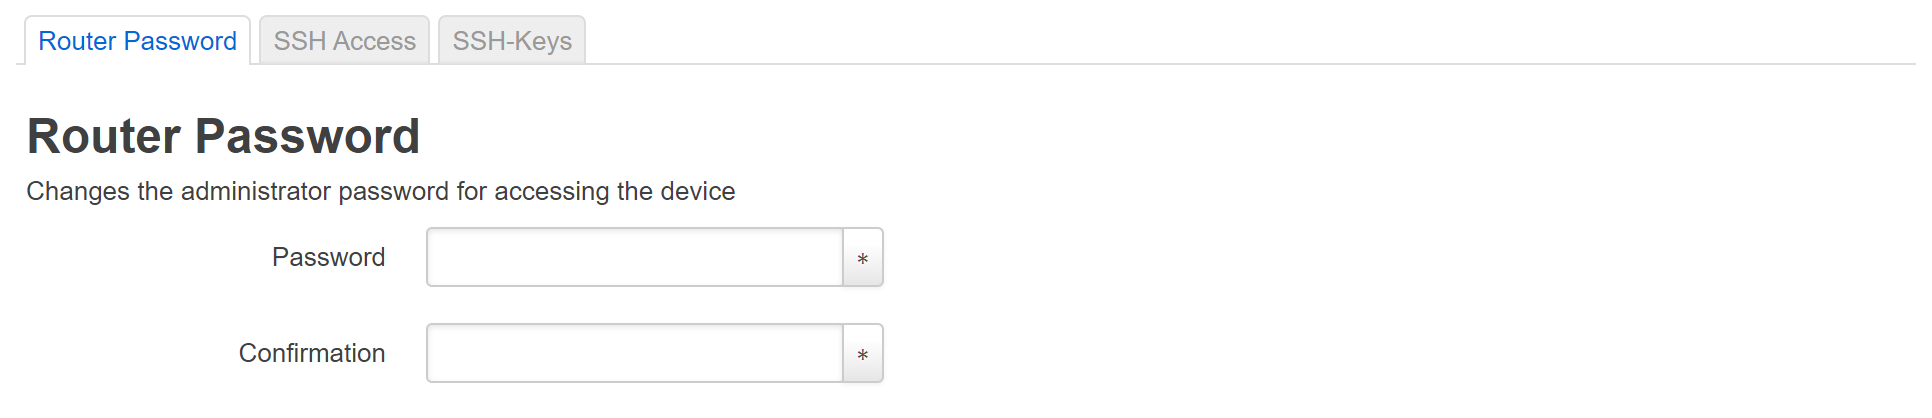 Router Password SSH Access SSH-Keys
Router Password
Changes the administrator password for accessing the device
Password *
Confirmation *